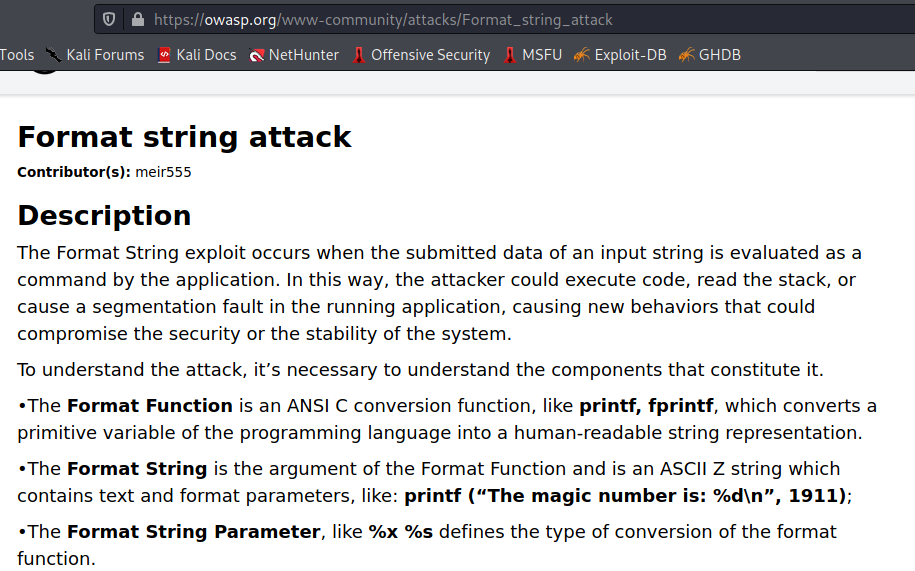 https://owasp.org/www-community/attacks/Format_string_attack
Tools Kali Forums Kali Docs NetHunter Offensive Security MSFU Exploit-DB GHDB
Format string attack
Contributor(s): meir555
Description
The Format String exploit occurs when the submitted data of an input string is evaluated as a
command by the application. In this way, the attacker could execute code, read the stack, or
cause a segmentation fault in the running application, causing new behaviors that could
compromise the security or the stability of the system.
To understand the attack, it’s necessary to understand the components that constitute it.
•The Format Function is an ANSI C conversion function, like printf, fprintf, which converts a
primitive variable of the programming language into a human-readable string representation.
•The Format String is the argument of the Format Function and is an ASCII Z string which
contains text and format parameters, like: printf (“The magic number is: %d\n”, 1911);
•The Format String Parameter, like %x %s defines the type of conversion of the format
function.